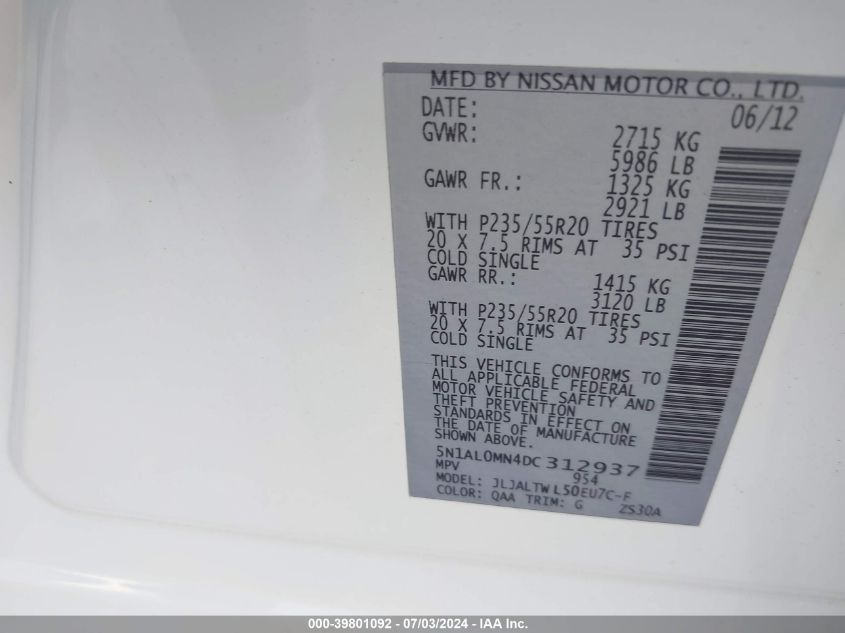 MFD BY NISSAN MOTOR CO., LTD.
DATE: 06/12
GVWR: 2715 KG
5986 LB
GAWR FR.: 1325 KG
2921 LB
WITH P235/55R20 TIRES
20 X 7.5 RIMS AT 35 PSI
COLD SINGLE
GAWR RR.: 1415 KG
3120 LB
WITH P235/55R20 TIRES
20 X 7.5 RIMS AT 35 PSI
COLD SINGLE
THIS VEHICLE CONFORMS TO
ALL APPLICABLE FEDERAL
MOTOR VEHICLE SAFETY AND
THEFT PREVENTION
STANDARDS IN EFFECT ON
THE DATE OF MANUFACTURE
SHOWN ABOVE.
5N1AL0MN4DC312937
MPV 954
MODEL: JLJALTW L50EU7C-F
COLOR: QAA TRIM: G ZS30A
000-39801092 - 07/03/2024 - IAA Inc.